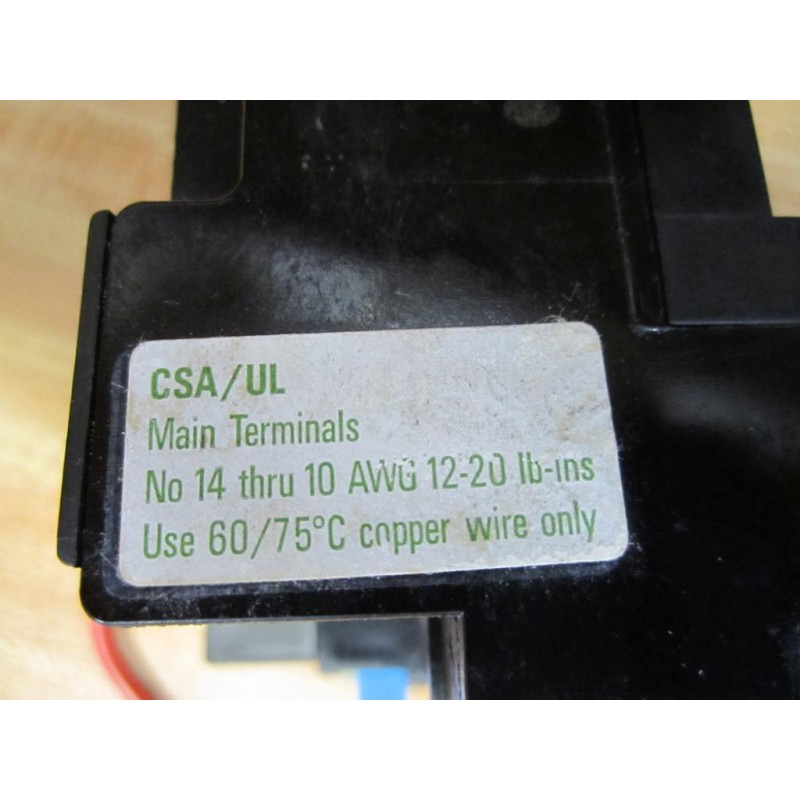 CSA/UL
Main Terminals
No 14 thru 10 AWG 12-20 lb-ins
Use 60/75°C copper wire only